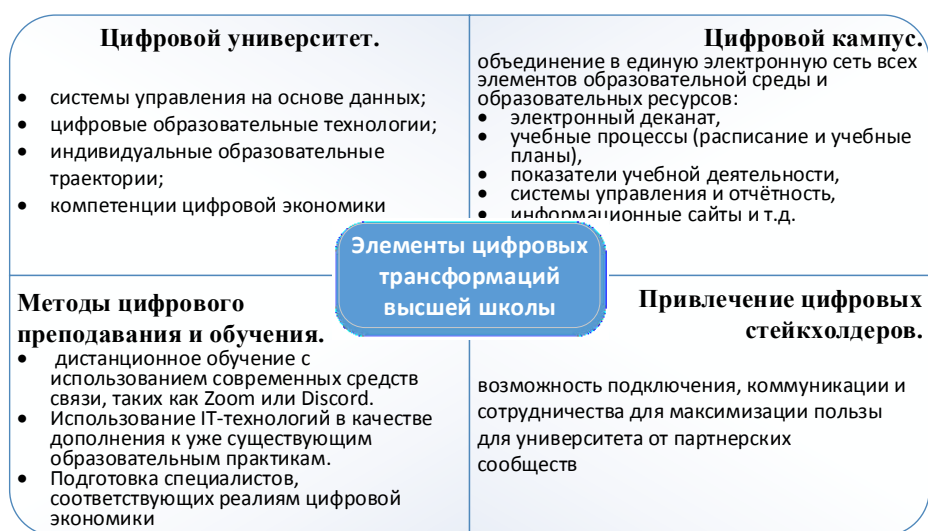 Цифровой университет.
• системы управления на основе данных;
• цифровые образовательные технологии;
• индивидуальные образовательные
траектории;
• компетенции цифровой экономики
Цифровой кампус.
объединение в единую электронную сеть всех
элементов образовательной среды и
образовательных ресурсов:
• электронный деканат,
• учебные процессы (расписание и учебные
планы),
• показатели учебной деятельности,
• системы управления и отчётность,
• информационные сайты и т.д.
Элементы цифровых
трансформаций
высшей школы
Методы цифрового
преподавания и обучения.
• дистанционное обучение с
использованием современных средств
связи, таких как Zoom или Discord.
• Использование IT-технологий в качестве
дополнения к уже существующим
образовательным практикам.
• Подготовка специалистов,
соответствующих реалиям цифровой
экономики
Привлечение цифровых
стейкхолдеров.
возможность подключения, коммуникации и
сотрудничества для максимизации пользы
для университета от партнерских
сообществ